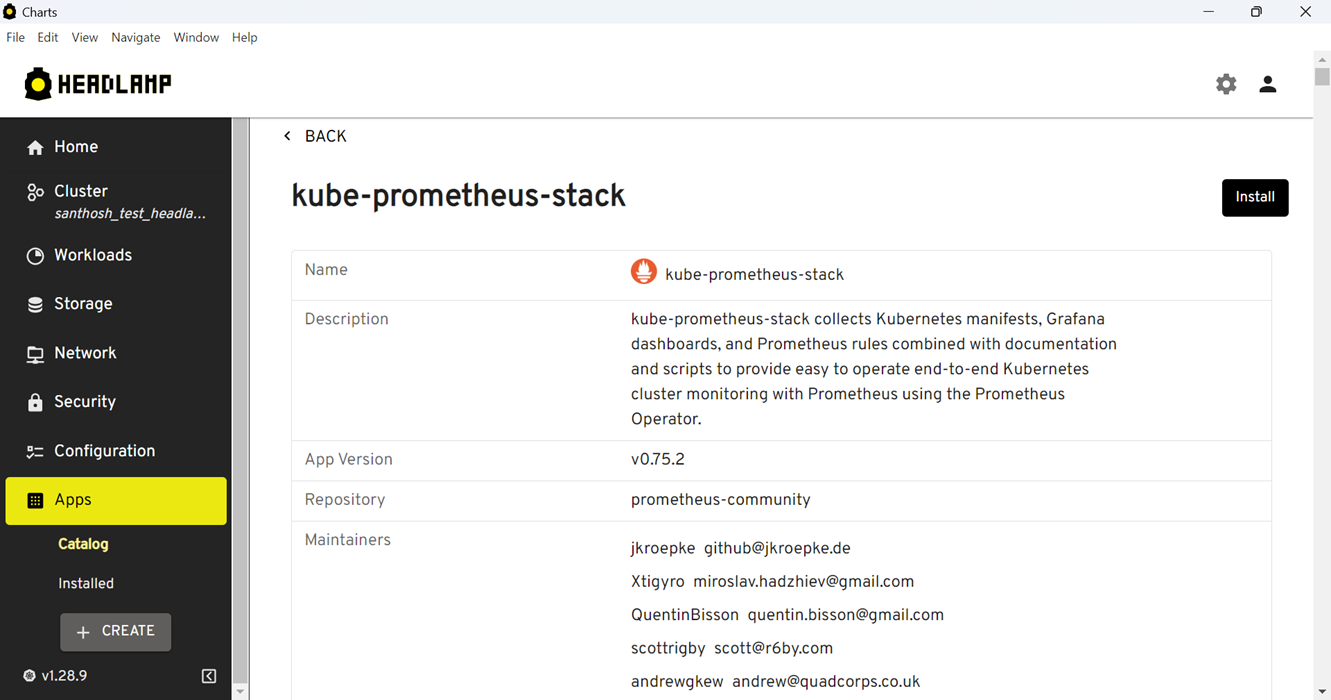 Charts
File Edit View Navigate Window Help
HEADLAMP
Home
Cluster
santhosh_test_headla...
Workloads
Storage
Network
Security
Configuration
Apps
Catalog
Installed
CREATE
v1.28.9
BACK
kube-prometheus-stack
Install
Name
kube-prometheus-stack
Description
kube-prometheus-stack collects Kubernetes manifests, Grafana
dashboards, and Prometheus rules combined with documentation
and scripts to provide easy to operate end-to-end Kubernetes
cluster monitoring with Prometheus using the Prometheus
Operator.
App Version
v0.75.2
Repository
prometheus-community
Maintainers
jkroepke github@jkroepke.de
Xtigyro miroslav.hadzhiev@gmail.com
QuentinBisson quentin.bisson@gmail.com
scottrigby scott@r6by.com
andrewgkew andrew@quadcorps.co.uk